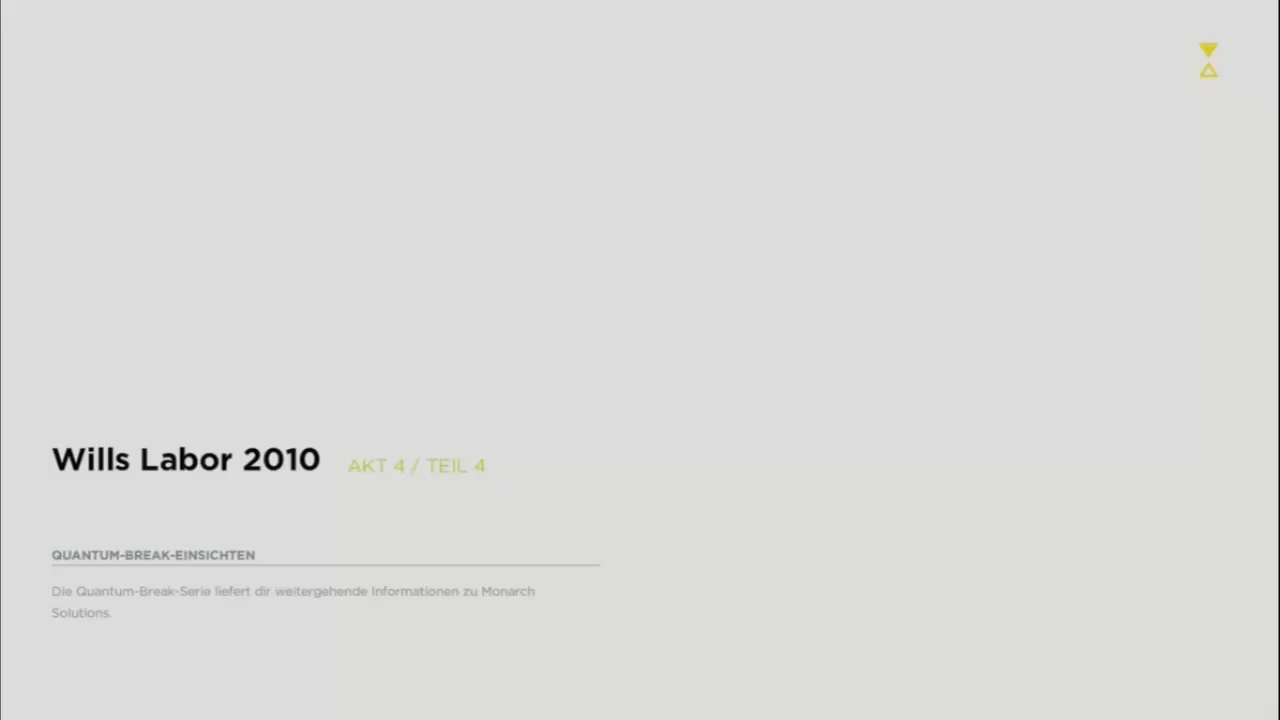 Wills Labor 2010 AKT 4 / TEIL 4
QUANTUM-BREAK-EINSICHTEN
Die Quantum-Break-Serie liefert dir weitergehende Informationen zu Monarch
Solutions.